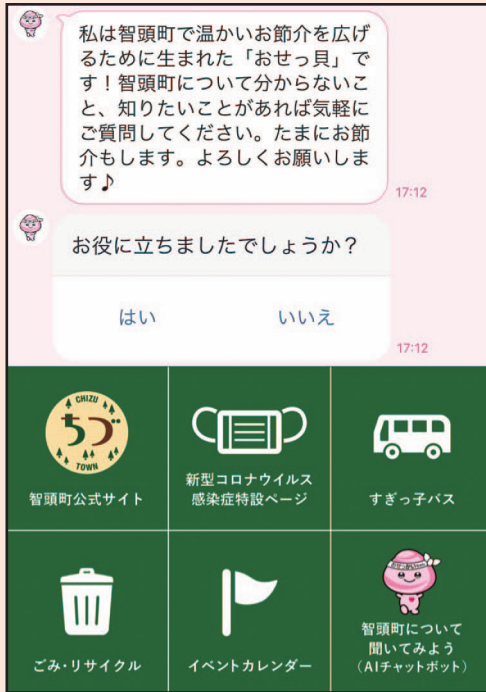 私は智頭町で温かいお節介を広げ
るために生まれた「おせっ貝」で
す！智頭町について分からないこ
と、知りたいことがあれば気軽に
ご質問してください。たまにお節
介もします。よろしくお願いしま
す♪
17:12
お役に立ちましたでしょうか？
はい
いいえ
17:12
CHIZU
ちづ
TOWN
智頭町公式サイト
新型コロナウイルス
感染症特設ページ
すぎっ子バス
ごみ・リサイクル
イベントカレンダー
智頭町について
聞いてみよう
(AIチャットボット)